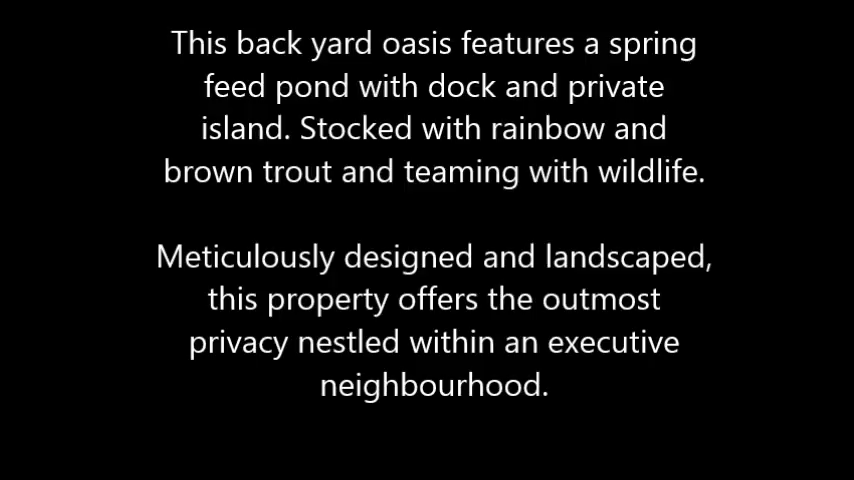 This back yard oasis features a spring
feed pond with dock and private
island. Stocked with rainbow and
brown trout and teaming with wildlife.
Meticulously designed and landscaped,
this property offers the outmost
privacy nestled within an executive
neighbourhood.